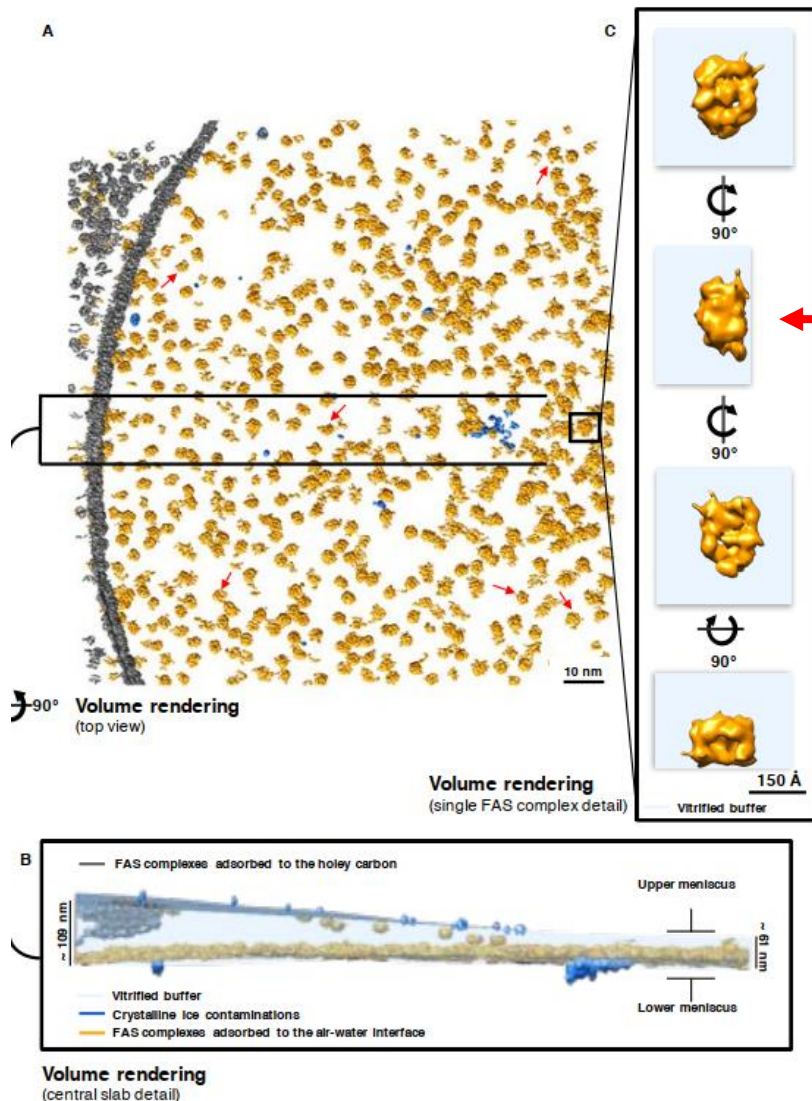 A
C
90°
90°
90°
10 nm
90°
Volume rendering
(top view)
150 Å
Volume rendering
(single FAS complex detail)
Vitrified buffer
B
FAS complexes adsorbed to the holey carbon
Upper meniscus
~ 109 nm
~ 61 nm
Vitrified buffer
Crystalline ice contaminations
Lower meniscus
FAS complexes adsorbed to the air-water interface
Volume rendering
(central slab detail)